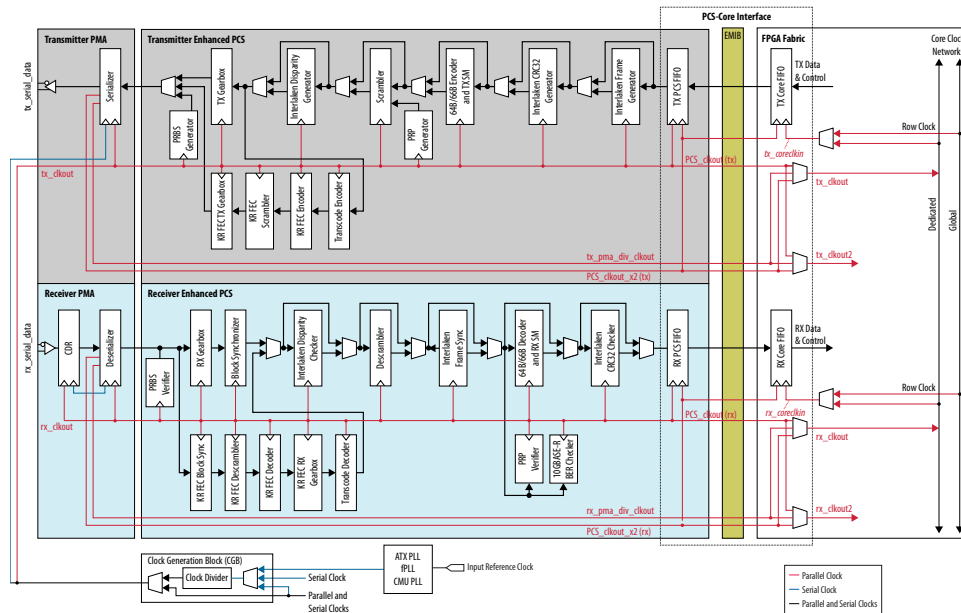 PCS-Core Interface
Transmitter PMA
Transmitter Enhanced PCS
EMIB
FPGA Fabric
Core Clock
Network
tx_serial_data
Serializer
PRBS
Generator
TX Gearbox
Interlaken Disparity
Generator
Scrambler
PRP
Generator
64B/66B Encoder
and TX SM
Interlaken CRC32
Generator
Interlaken Frame
Generator
TX PCS FIFO
TX Core FIFO
TX Data
& Control
Row Clock
tx_coreclkin
PCS_clkout (tx)
tx_clkout
tx_clkout
KR FEC TX Gearbox
KR FEC
Scrambler
KR FEC Encoder
Transcode Encoder
tx_pma_div_clkout
tx_clkout2
PCS_clkout_x2 (tx)
Dedicated
Global
Receiver PMA
Receiver Enhanced PCS
rx_serial_data
CDR
Deserializer
PRBS
Verifier
RX Gearbox
Block Synchronizer
Interlaken Disparity
Checker
Descrambler
Interlaken
Frame Sync
64B/66B Decoder
and RX SM
Interlaken
CRC32 Checker
RX PCS FIFO
RX Core FIFO
RX Data
& Control
Row Clock
rx_coreclkin
PCS_clkout (rx)
rx_clkout
rx_clkout
KR FEC Block Sync
KR FEC Descrambler
KR FEC Decoder
KR FEC RX
Gearbox
Transcode Decoder
PRP
Verifier
10GBASE-R
BER Checker
rx_pma_div_clkout
rx_clkout2
PCS_clkout_x2 (rx)
Clock Generation Block (CGB)
Clock Divider
Serial Clock
Parallel and
Serial Clocks
ATX PLL
fPLL
CMU PLL
Input Reference Clock
Parallel Clock
Serial Clock
Parallel and Serial Clocks